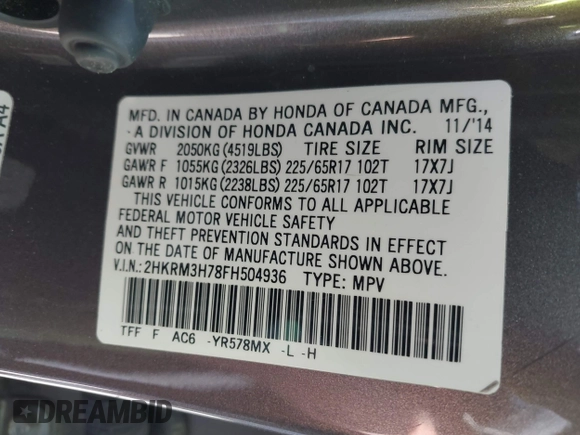 MFD. IN CANADA BY HONDA OF CANADA MFG.,
A DIVISION OF HONDA CANADA INC. 11/'14
GVWR 2050KG(4519LBS) TIRE SIZE RIM SIZE
GAWR F 1055KG(2326LBS)225/65R17 102T 17X7J
GAWR R 1015KG(2238LBS)225/65R17 102T 17X7J
THIS VEHICLE CONFORMS TO ALL APPLICABLE
FEDERAL MOTOR VEHICLE SAFETY
AND THEFT PREVENTION STANDARDS IN EFFECT
ON THE DATE OF MANUFACTURE SHOWN ABOVE.
V.I.N.:2HKRM3H78FH504936 TYPE: MPV
TFF F AC6 -YR578MX -L -H
DREAMBID